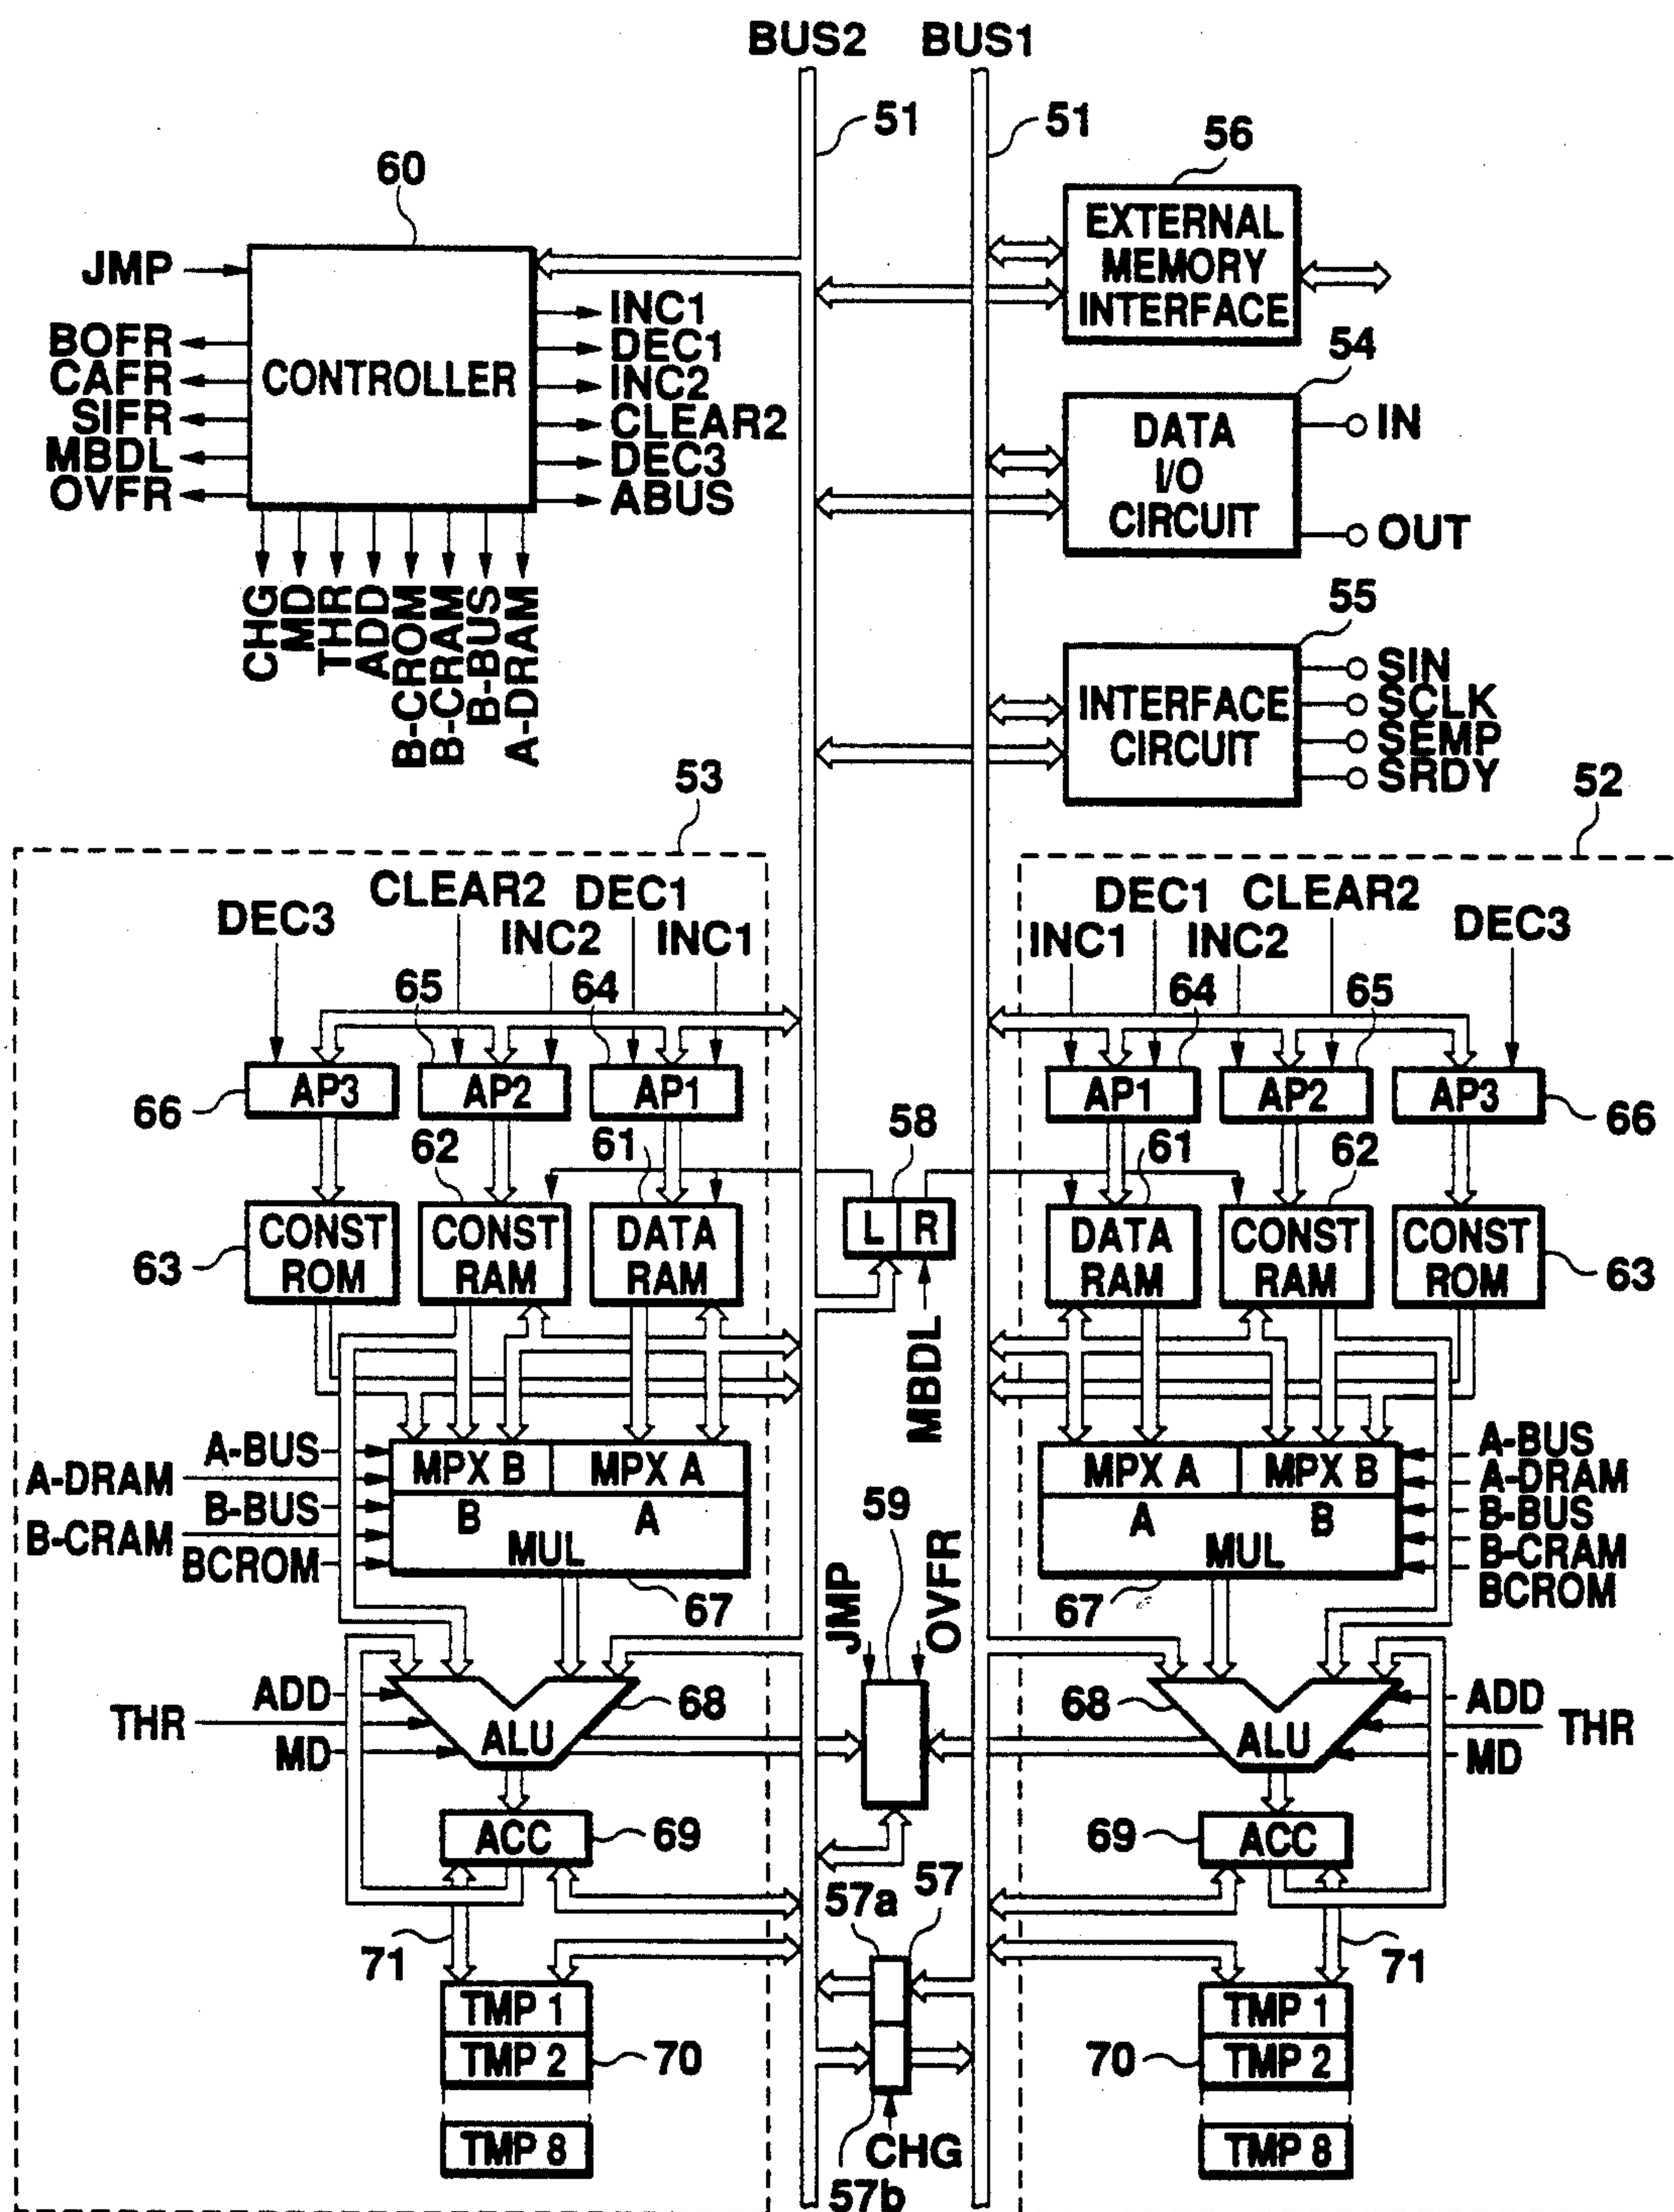 BUS2 BUS1
51 51
56
60
EXTERNAL
MEMORY
INTERFACE
JMP
CONTROLLER
BOFR
CAFR
SIFR
MBDL
OVFR
INC1
DEC1
INC2
CLEAR2
DEC3
ABUS
CHG
MD
THR
ADD
B-CROM
B-CRAM
B-BUS
A-DRAM
54
DATA
I/O
CIRCUIT
IN
OUT
55
INTERFACE
CIRCUIT
SIN
SCLK
SEMP
SRDY
53
52
DEC3
CLEAR2
INC2
DEC1
INC1
65
64
AP3
AP2
AP1
66
62
61
CONST
ROM
CONST
RAM
DATA
RAM
63
58
L R
MBDL
INC1
DEC1
INC2
CLEAR2
DEC3
64
65
AP1
AP2
AP3
66
61
62
DATA
RAM
CONST
RAM
CONST
ROM
63
A-BUS
A-DRAM
B-BUS
B-CRAM
BCROM
MPX B
MPX A
B
A
MUL
67
59
JMP
OVFR
MPX A
MPX B
A
B
MUL
67
A-BUS
A-DRAM
B-BUS
B-CRAM
BCROM
ADD
THR
MD
ALU
68
68
ALU
ADD
THR
MD
ACC
69
69
ACC
57a
57
71
71
TMP 1
TMP 2
70
TMP 8
CHG
57b
70
TMP 1
TMP 2
TMP 8